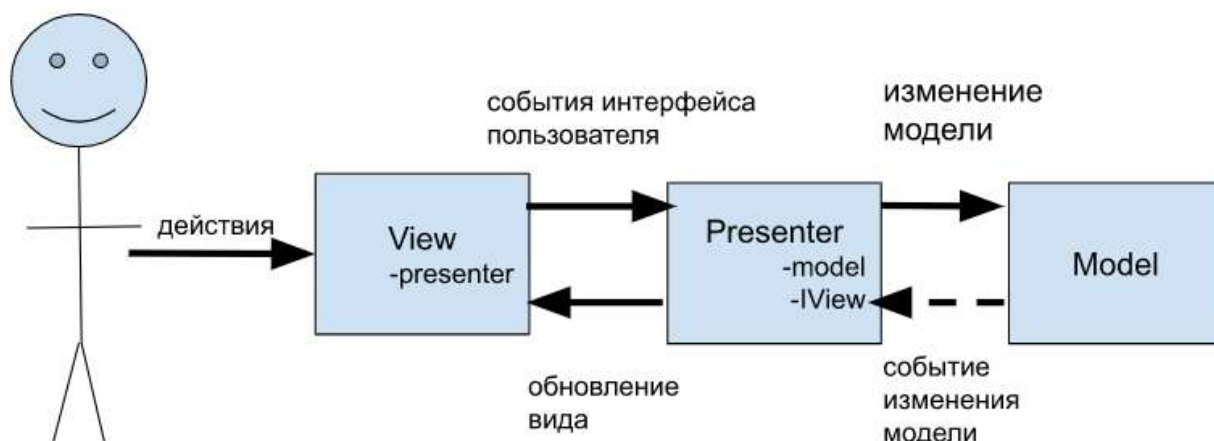 события интерфейса
пользователя
изменение
модели
действия
View
-presenter
Presenter
-model
-IView
Model
обновление
вида
событие
изменения
модели